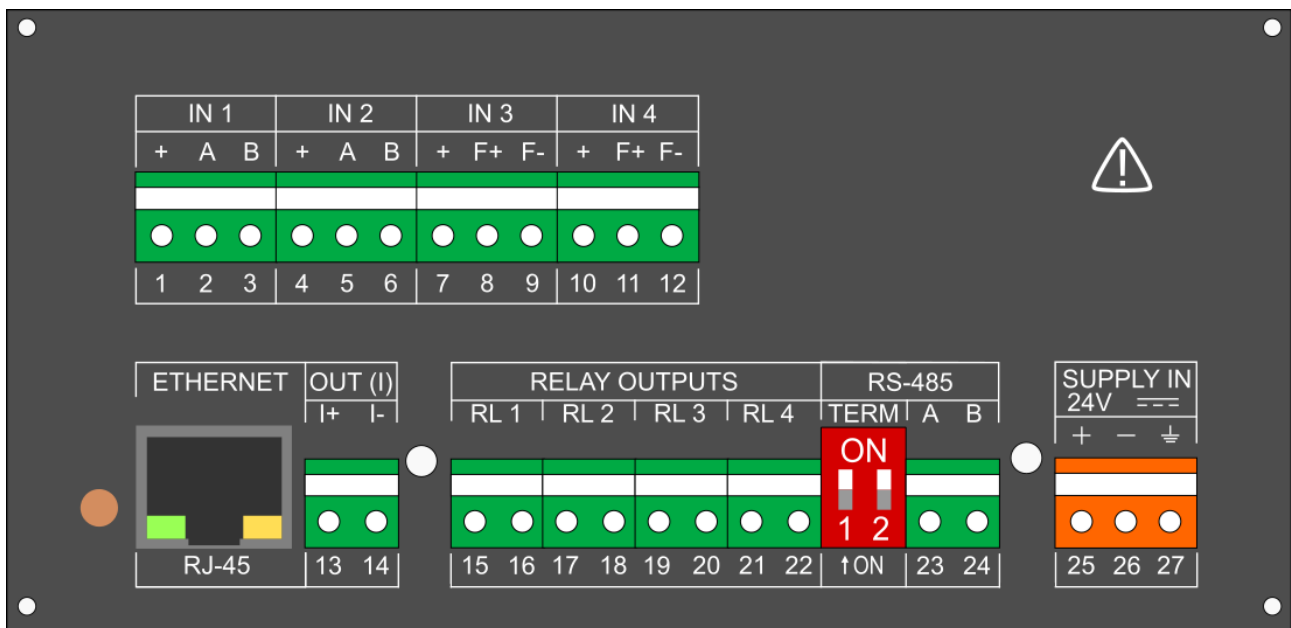 IN 1 IN 2 IN 3 IN 4
+ A B + A B + F+ F- + F+ F-
1 2 3 4 5 6 7 8 9 10 11 12
ETHERNET OUT (I) RELAY OUTPUTS RS-485 SUPPLY IN
24V
I+ I- RL 1 RL 2 RL 3 RL 4 TERM A B
+ −
ON
1 2
RJ-45 13 14 15 16 17 18 19 20 21 22 ↑ON 23 24 25 26 27